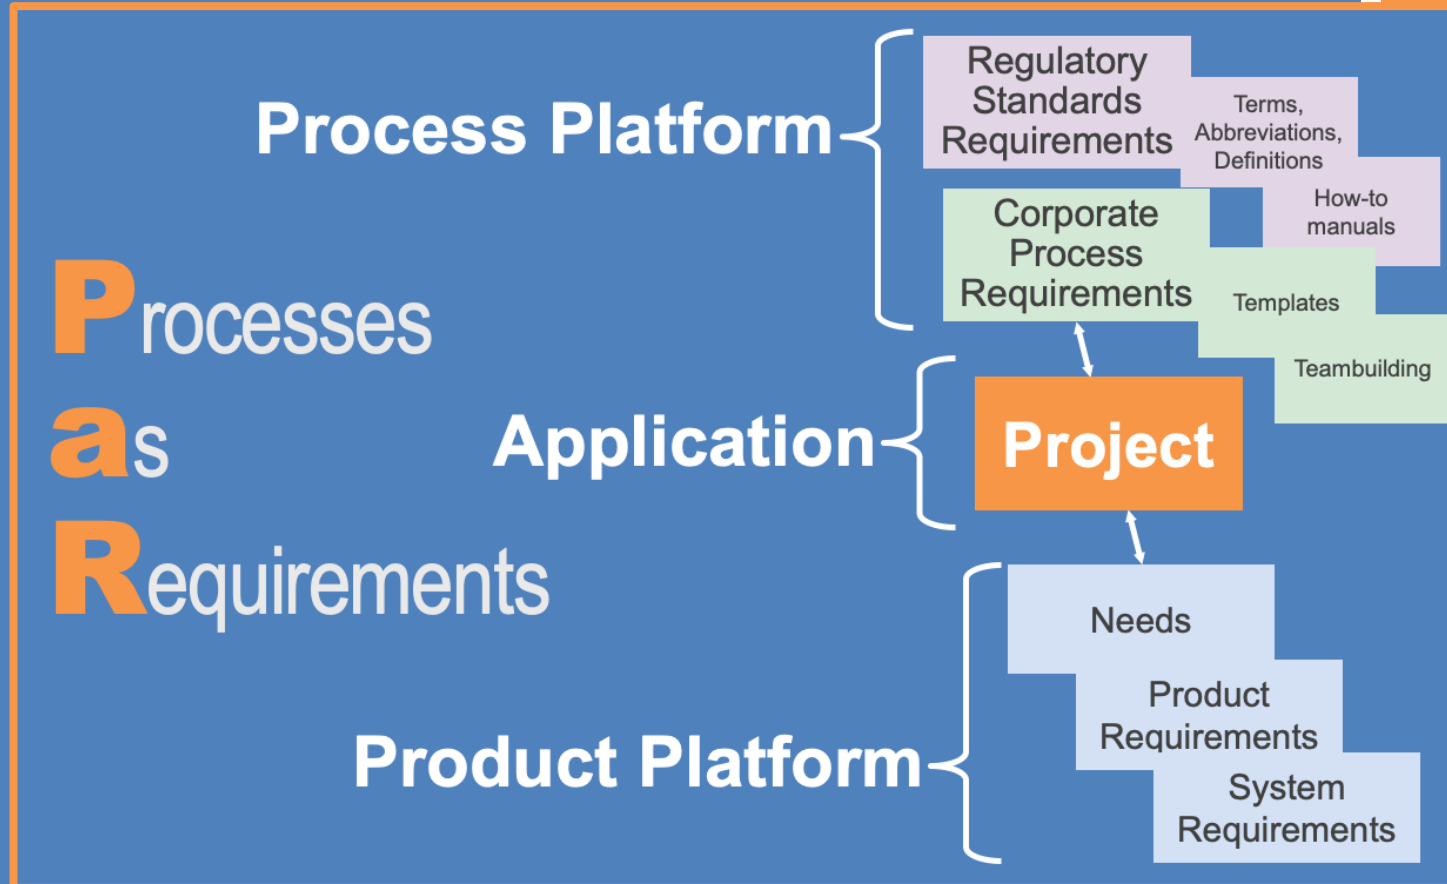 Process Platform
Regulatory
Standards
Requirements
Terms,
Abbreviations,
Definitions
How-to
manuals
Corporate
Process
Requirements
Templates
Teambuilding
Processes
as
Requirements
Application
Project
Product Platform
Needs
Product
Requirements
System
Requirements